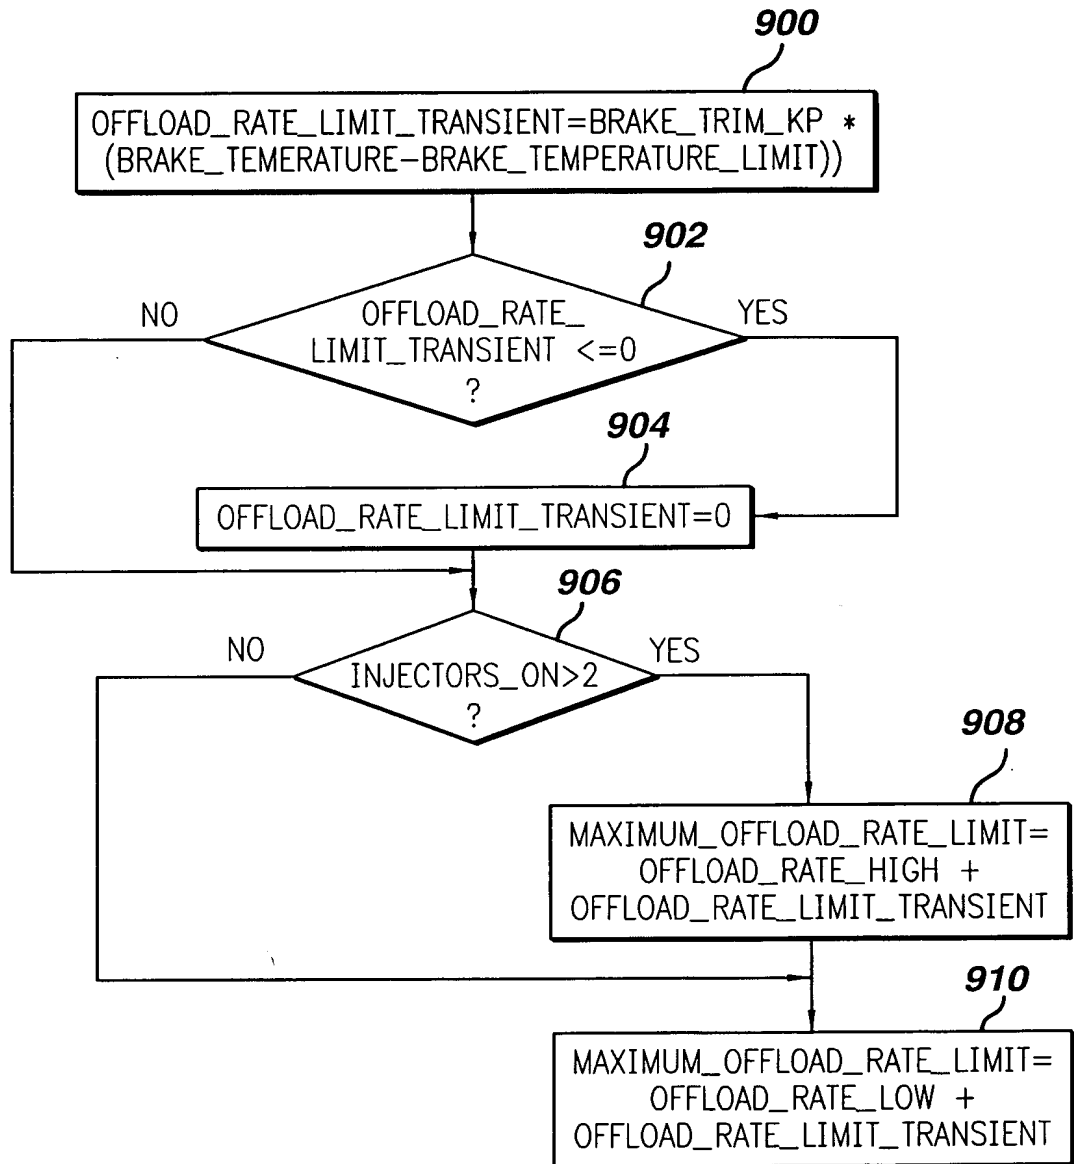 900
OFFLOAD_RATE_LIMIT_TRANSIENT=BRAKE_TRIM_KP *
(BRAKE_TEMERATURE-BRAKE_TEMPERATURE_LIMIT))
902
NO
YES
OFFLOAD_RATE_
LIMIT_TRANSIENT <=0
?
904
OFFLOAD_RATE_LIMIT_TRANSIENT=0
906
NO
YES
INJECTORS_ON>2
?
908
MAXIMUM_OFFLOAD_RATE_LIMIT=
OFFLOAD_RATE_HIGH +
OFFLOAD_RATE_LIMIT_TRANSIENT
910
MAXIMUM_OFFLOAD_RATE_LIMIT=
OFFLOAD_RATE_LOW +
OFFLOAD_RATE_LIMIT_TRANSIENT